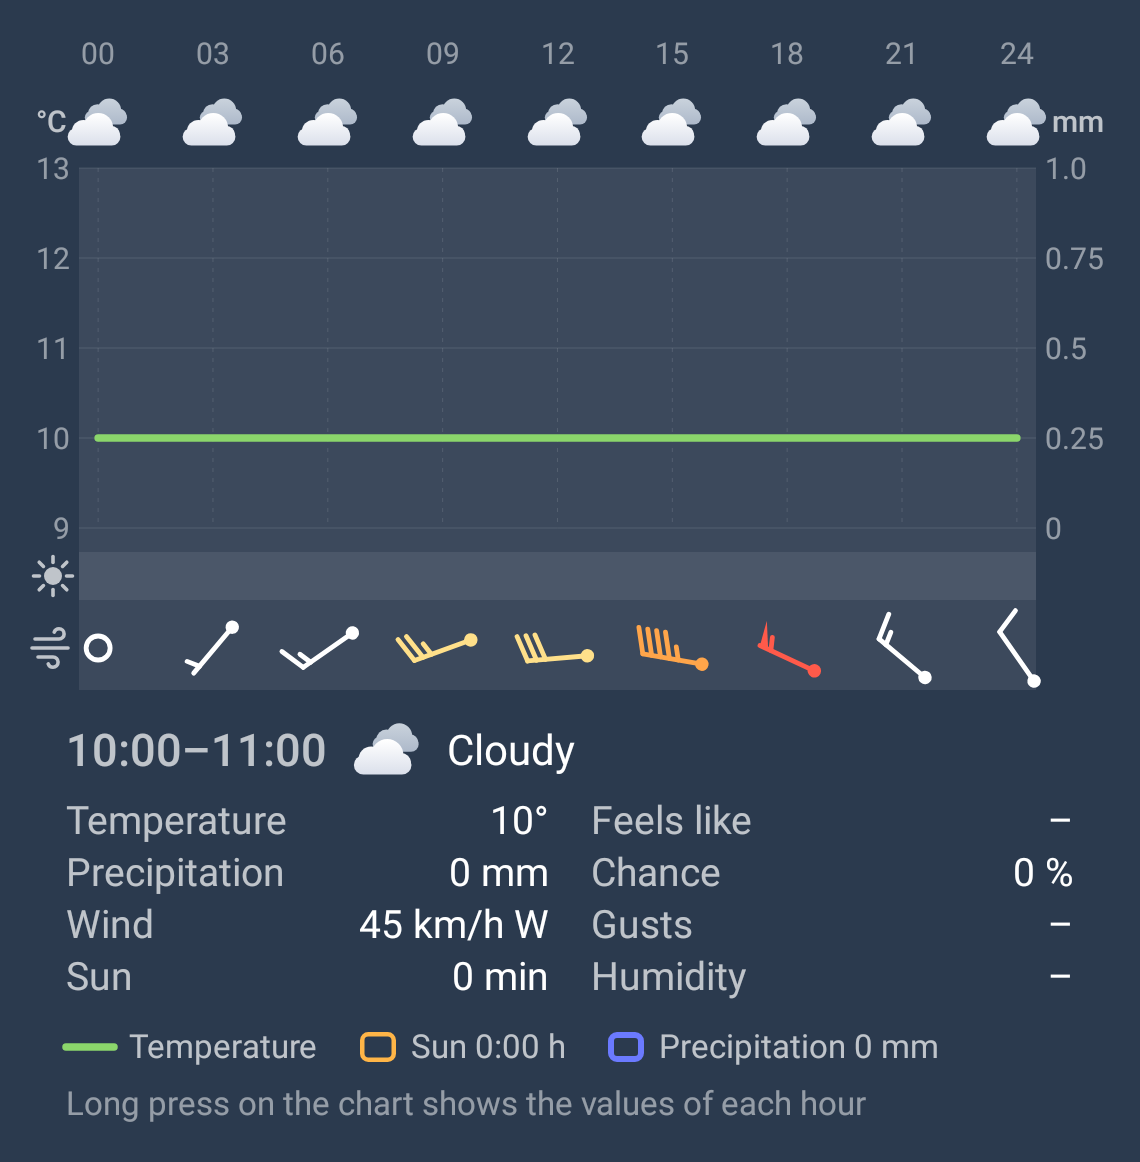 00 03 06 09 12 15 18 21 24
°C mm
13 1.0
12 0.75
11 0.5
10 0.25
9 0
10:00–11:00 Cloudy
Temperature 10° Feels like –
Precipitation 0 mm Chance 0 %
Wind 45 km/h W Gusts –
Sun 0 min Humidity –
Temperature Sun 0:00 h Precipitation 0 mm
Long press on the chart shows the values of each hour